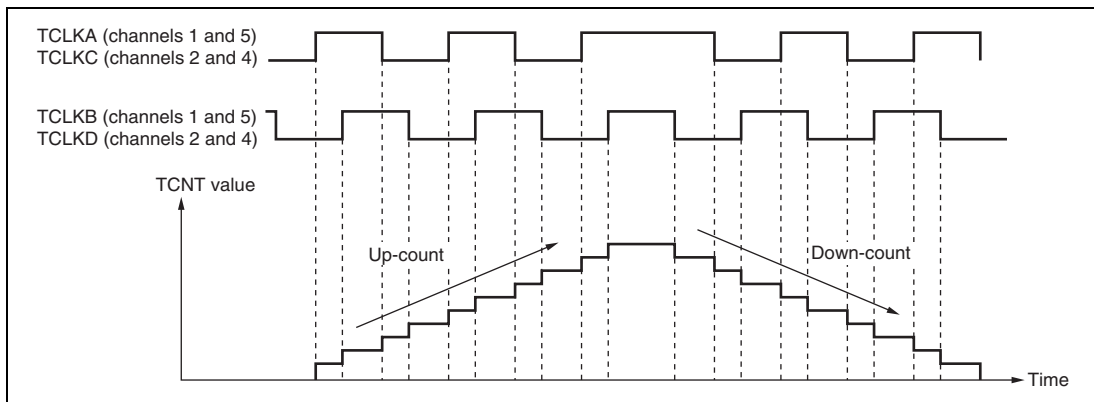 TCLKA (channels 1 and 5)
TCLKC (channels 2 and 4)
TCLKB (channels 1 and 5)
TCLKD (channels 2 and 4)
TCNT value
Up-count
Down-count
Time